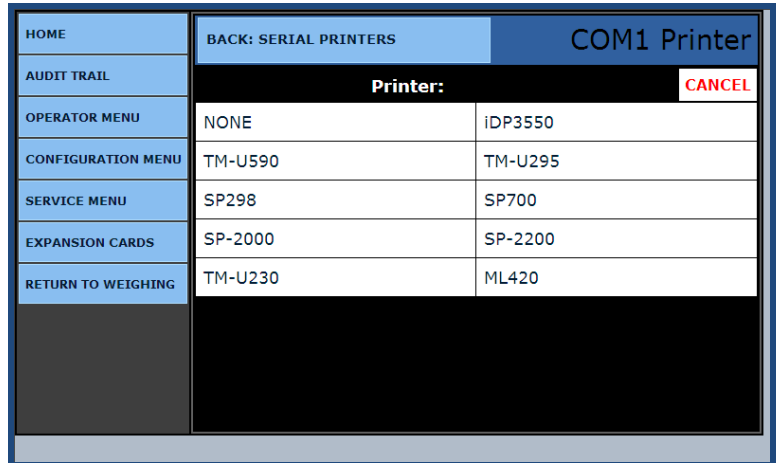 HOME
AUDIT TRAIL
OPERATOR MENU
CONFIGURATION MENU
SERVICE MENU
EXPANSION CARDS
RETURN TO WEIGHING
BACK: SERIAL PRINTERS
COM1 Printer
Printer:
CANCEL
NONE
iDP3550
TM-U590
TM-U295
SP298
SP700
SP-2000
SP-2200
TM-U230
ML420